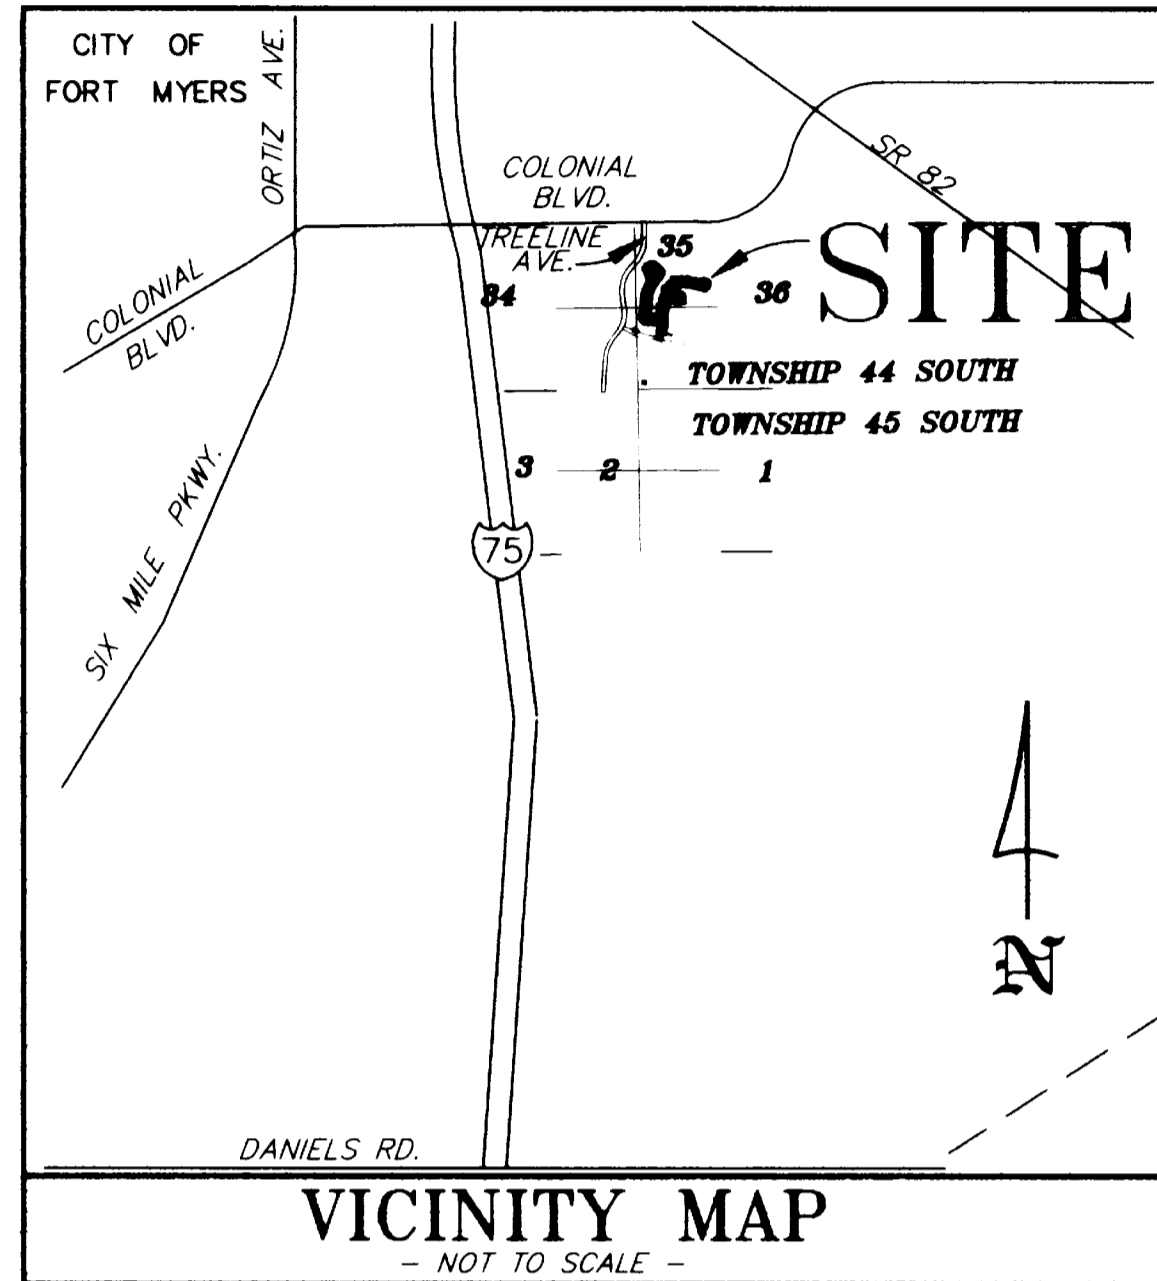 CITY OF
FORT MYERS
ORTIZ AVE.
COLONIAL
BLVD.
SR 82
TREELINE
AVE.
35
34
36
SITE
COLONIAL
BLVD.
TOWNSHIP 44 SOUTH
TOWNSHIP 45 SOUTH
3
2
1
SIX MILE PKWY.
75
N
DANIELS RD.
VICINITY MAP
- NOT TO SCALE -